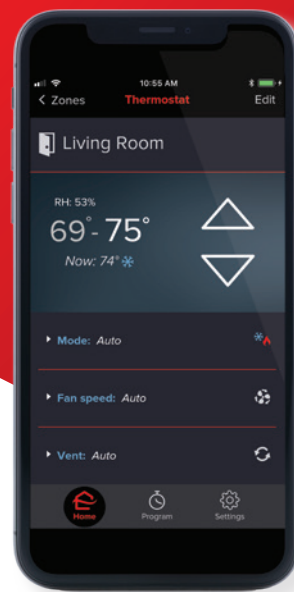 10:55 AM
Zones Thermostat Edit
Living Room
RH: 53%
69°- 75°
Now: 74°
Mode: Auto
Fan speed: Auto
Vent: Auto
Home Program Settings